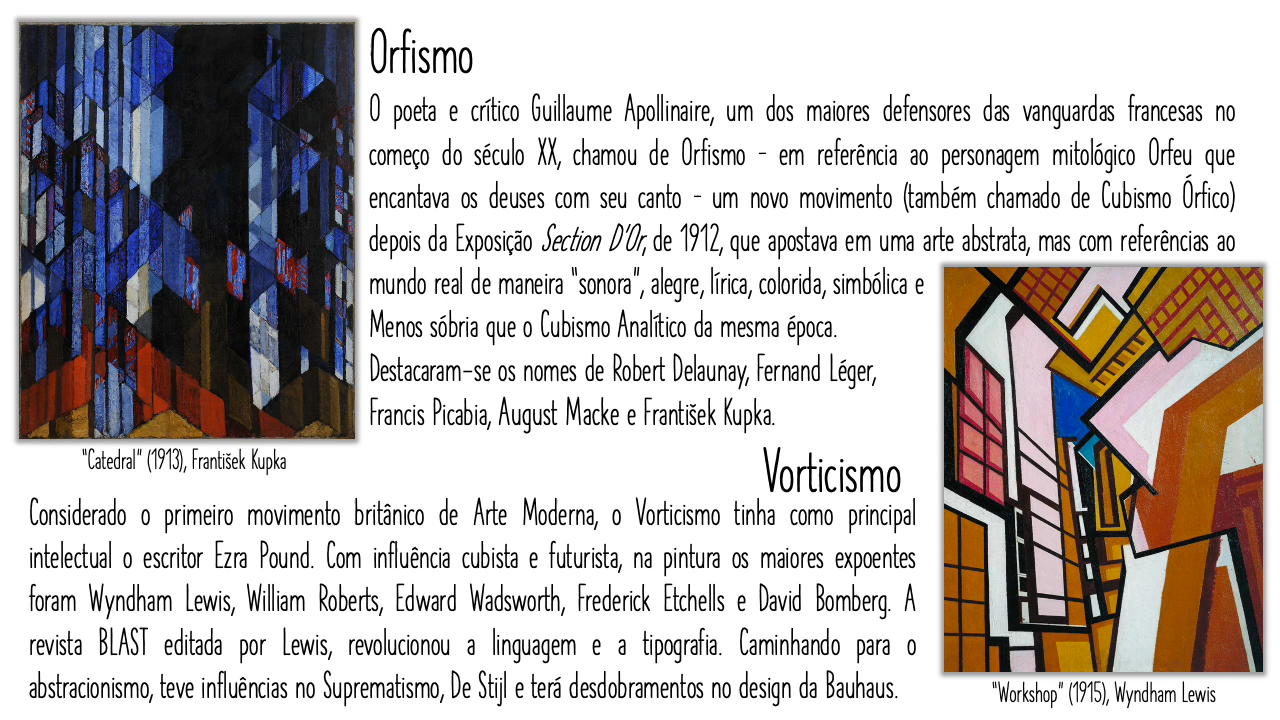 Orfismo
O poeta e crítico Guillaume Apollinaire, um dos maiores defensores das vanguardas francesas no
começo do século XX, chamou de Orfismo - em referência ao personagem mitológico Orfeu que
encantava os deuses com seu canto - um novo movimento (também chamado de Cubismo Órfico)
depois da Exposição Section D'Or, de 1912, que apostava em uma arte abstrata, mas com referências ao
mundo real de maneira "sonora", alegre, lírica, colorida, simbólica e
Menos sóbria que o Cubismo Analítico da mesma época.
Destacaram-se os nomes de Robert Delaunay, Fernand Léger,
Francis Picabia, August Macke e František Kupka.
"Catedral" (1913), František Kupka
Vorticismo
Considerado o primeiro movimento britânico de Arte Moderna, o Vorticismo tinha como principal
intelectual o escritor Ezra Pound. Com influência cubista e futurista, na pintura os maiores expoentes
foram Wyndham Lewis, William Roberts, Edward Wadsworth, Frederick Etchells e David Bomberg. A
revista BLAST editada por Lewis, revolucionou a linguagem e a tipografia. Caminhando para o
abstracionismo, teve influências no Suprematismo, De Stijl e terá desdobramentos no design da Bauhaus.
"Workshop" (1915), Wyndham Lewis